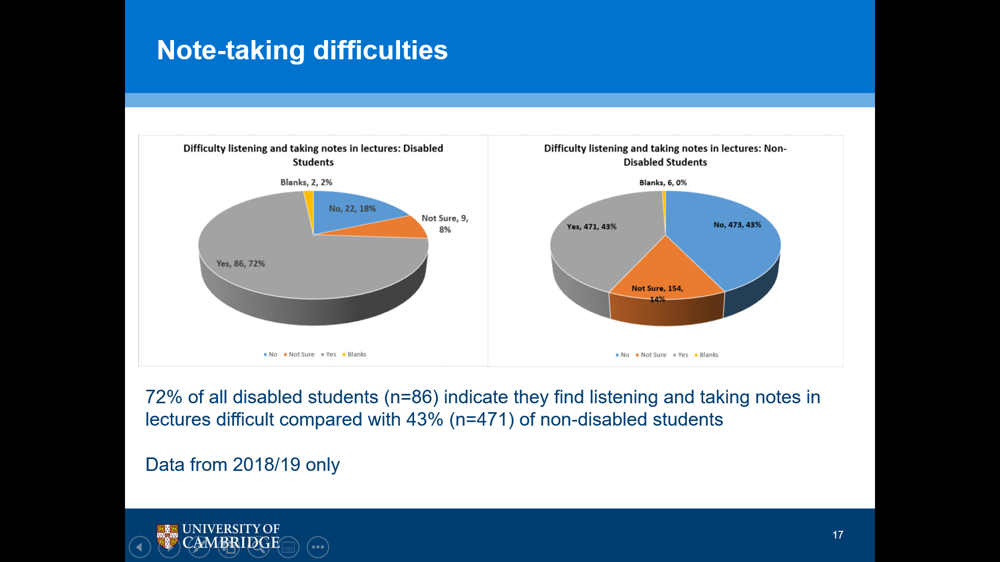 Note-taking difficulties
Difficulty listening and taking notes in lectures: Disabled
Students
Blanks, 2, 2%
No, 22, 18%
Not Sure, 9,
8%
Yes, 86, 72%
No Not Sure Yes Blanks
Difficulty listening and taking notes in lectures: Non-
Disabled Students
Blanks, 6, 0%
Yes, 471, 43%
No, 473, 43%
Not Sure, 154,
14%
No Not Sure Yes Blanks
72% of all disabled students (n=86) indicate they find listening and taking notes in
lectures difficult compared with 43% (n=471) of non-disabled students
Data from 2018/19 only
UNIVERSITY OF
CAMBRIDGE
17